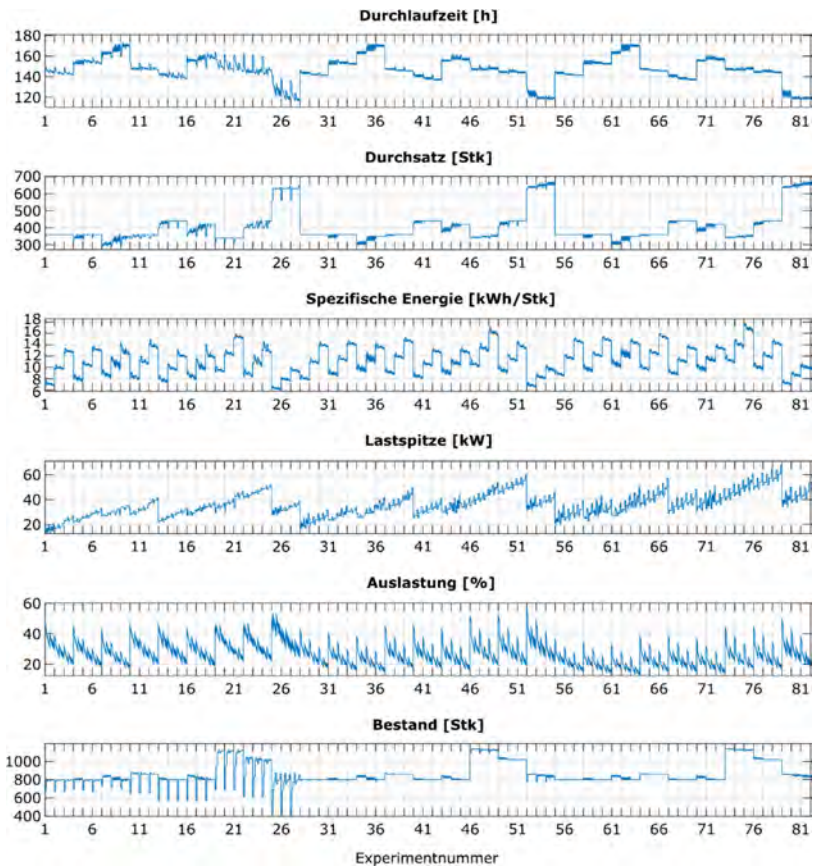 Durchlaufzeit [h]
180
160
140
120
1 6 11 16 21 26 31 36 41 46 51 56 61 66 71 76 81
Durchsatz [Stk]
700
600
500
400
300
1 6 11 16 21 26 31 36 41 46 51 56 61 66 71 76 81
Spezifische Energie [kWh/Stk]
18
16
14
12
10
8
6
1 6 11 16 21 26 31 36 41 46 51 56 61 66 71 76 81
Lastspitze [kW]
60
40
20
1 6 11 16 21 26 31 36 41 46 51 56 61 66 71 76 81
Auslastung [%]
60
40
20
1 6 11 16 21 26 31 36 41 46 51 56 61 66 71 76 81
Bestand [Stk]
1000
800
600
400
1 6 11 16 21 26 31 36 41 46 51 56 61 66 71 76 81
Experimentnummer